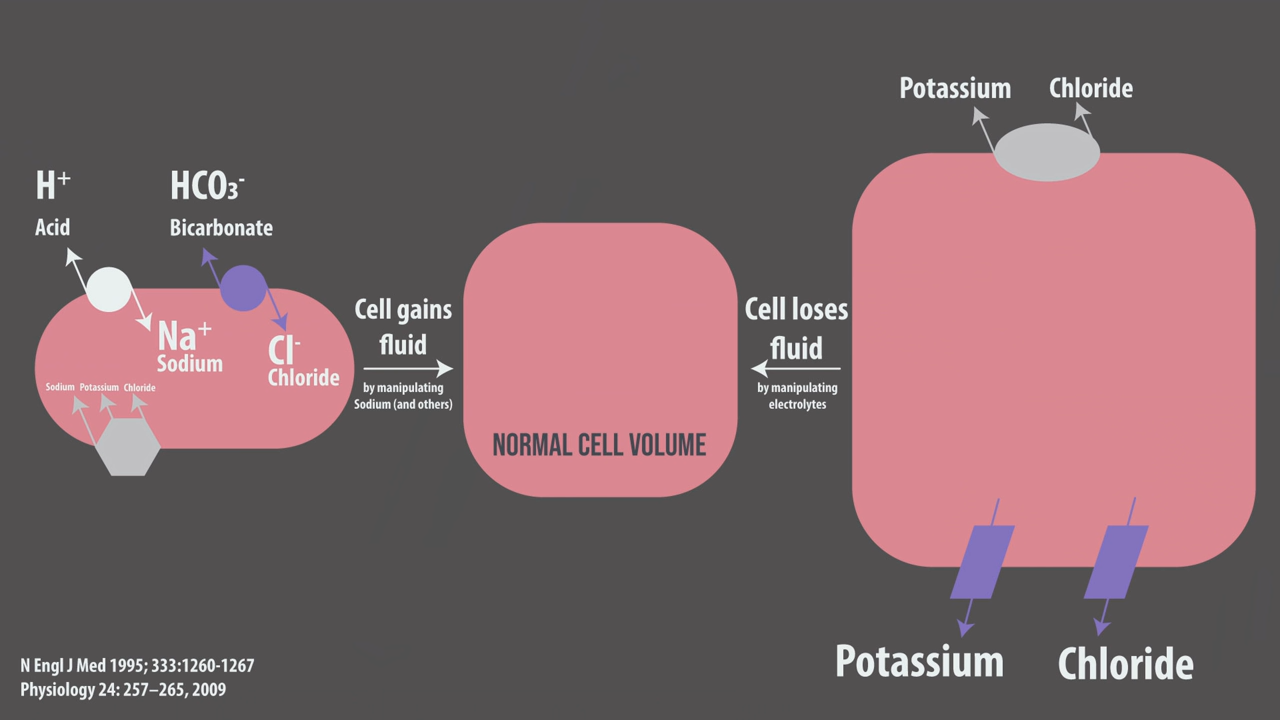 Potassium Chloride
H⁺ HCO₃⁻
Acid Bicarbonate
Na⁺
Sodium
Cl⁻
Chloride
Sodium Potassium Chloride
Cell gains
fluid
by manipulating
Sodium (and others)
NORMAL CELL VOLUME
Cell loses
fluid
by manipulating
electrolytes
Potassium Chloride
N Engl J Med 1995; 333:1260-1267
Physiology 24: 257–265, 2009